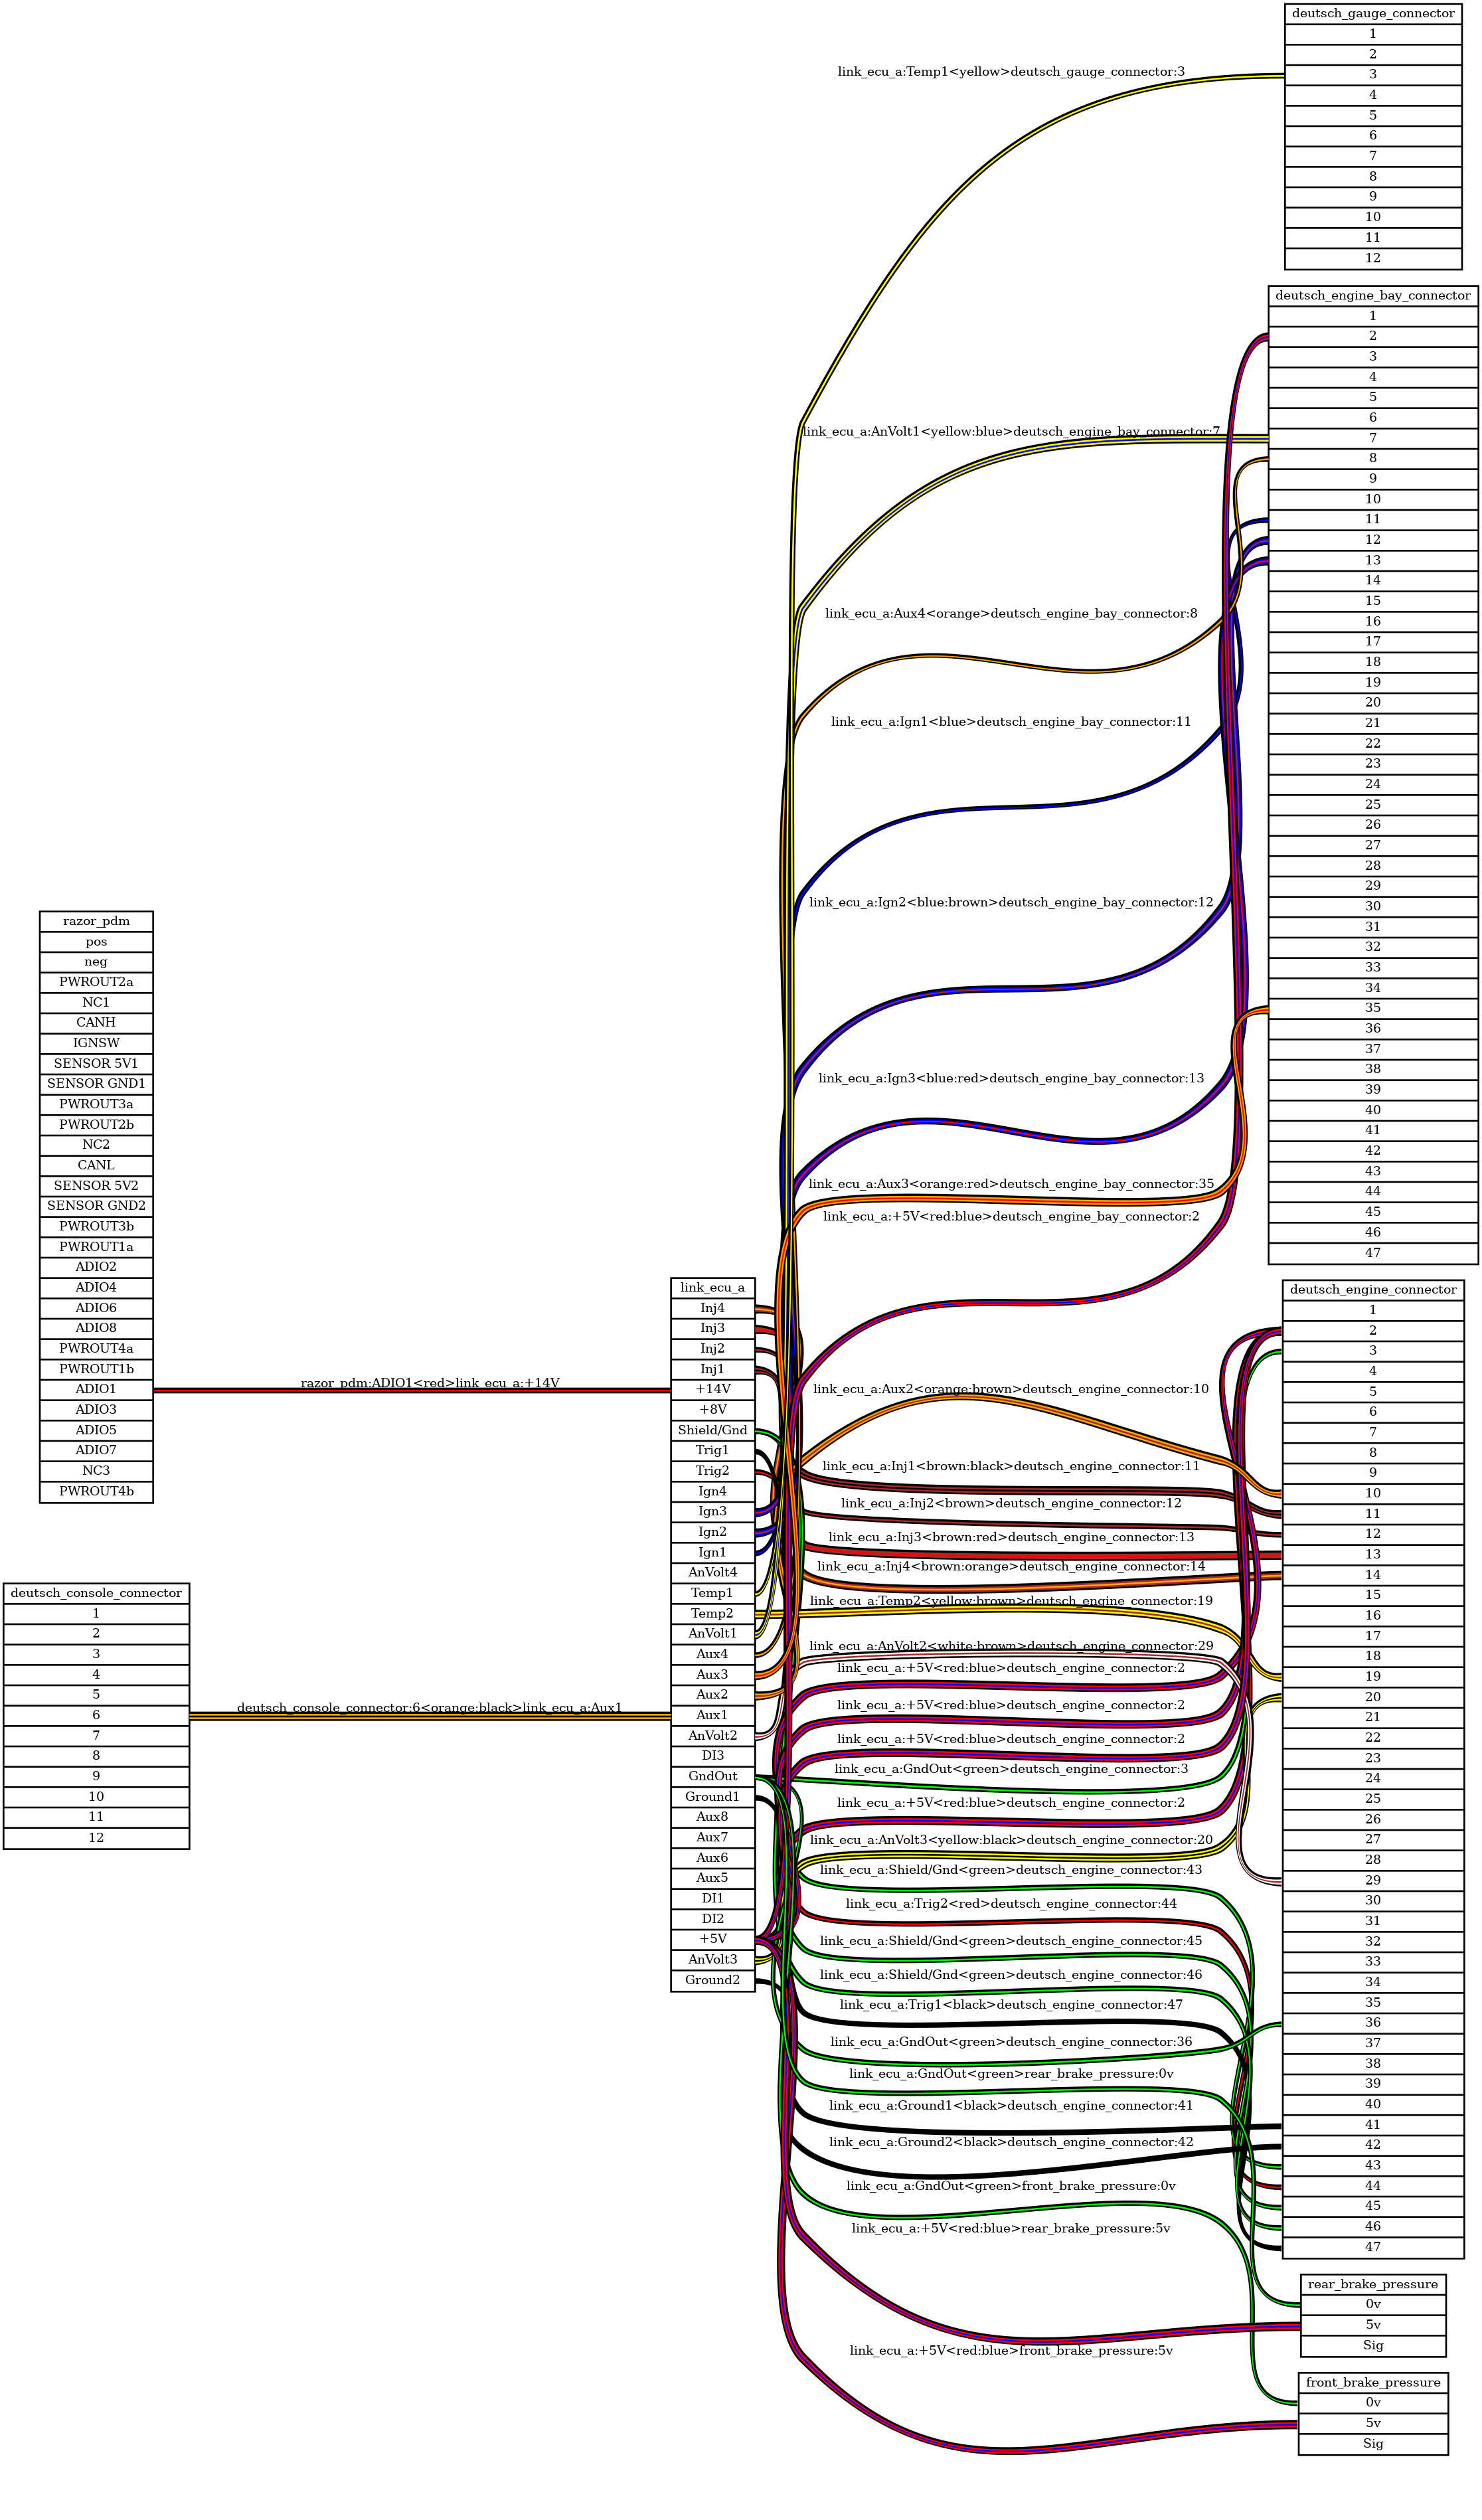 deutsch_gauge_connector
1
2
3
4
5
6
7
8
9
10
11
12
link_ecu_a:Temp1<yellow>deutsch_gauge_connector:3
deutsch_engine_bay_connector
1
2
3
4
5
6
7
8
9
10
11
12
13
14
15
16
17
18
19
20
21
22
23
24
25
26
27
28
29
30
31
32
33
34
35
36
37
38
39
40
41
42
43
44
45
46
47
link_ecu_a:AnVolt1<yellow:blue>deutsch_engine_bay_connector:7
link_ecu_a:Aux4<orange>deutsch_engine_bay_connector:8
link_ecu_a:Ign1<blue>deutsch_engine_bay_connector:11
link_ecu_a:Ign2<blue:brown>deutsch_engine_bay_connector:12
link_ecu_a:Ign3<blue:red>deutsch_engine_bay_connector:13
link_ecu_a:Aux3<orange:red>deutsch_engine_bay_connector:35
link_ecu_a:+5V<red:blue>deutsch_engine_bay_connector:2
razor_pdm
pos
neg
PWROUT2a
NC1
CANH
IGNSW
SENSOR 5V1
SENSOR GND1
PWROUT3a
PWROUT2b
NC2
CANL
SENSOR 5V2
SENSOR GND2
PWROUT3b
PWROUT1a
ADIO2
ADIO4
ADIO6
ADIO8
PWROUT4a
PWROUT1b
ADIO1
ADIO3
ADIO5
ADIO7
NC3
PWROUT4b
razor_pdm:ADIO1<red>link_ecu_a:+14V
deutsch_console_connector
1
2
3
4
5
6
7
8
9
10
11
12
deutsch_console_connector:6<orange:black>link_ecu_a:Aux1
link_ecu_a
Inj4
Inj3
Inj2
Inj1
+14V
+8V
Shield/Gnd
Trig1
Trig2
Ign4
Ign3
Ign2
Ign1
AnVolt4
Temp1
Temp2
AnVolt1
Aux4
Aux3
Aux2
Aux1
AnVolt2
DI3
GndOut
Ground1
Aux8
Aux7
Aux6
Aux5
DI1
DI2
+5V
AnVolt3
Ground2
link_ecu_a:Aux2<orange:brown>deutsch_engine_connector:10
link_ecu_a:Inj1<brown:black>deutsch_engine_connector:11
link_ecu_a:Inj2<brown>deutsch_engine_connector:12
link_ecu_a:Inj3<brown:red>deutsch_engine_connector:13
link_ecu_a:Inj4<brown:orange>deutsch_engine_connector:14
link_ecu_a:Temp2<yellow:brown>deutsch_engine_connector:19
link_ecu_a:AnVolt2<white:brown>deutsch_engine_connector:29
link_ecu_a:+5V<red:blue>deutsch_engine_connector:2
link_ecu_a:+5V<red:blue>deutsch_engine_connector:2
link_ecu_a:+5V<red:blue>deutsch_engine_connector:2
link_ecu_a:GndOut<green>deutsch_engine_connector:3
link_ecu_a:+5V<red:blue>deutsch_engine_connector:2
link_ecu_a:AnVolt3<yellow:black>deutsch_engine_connector:20
link_ecu_a:Shield/Gnd<green>deutsch_engine_connector:43
link_ecu_a:Trig2<red>deutsch_engine_connector:44
link_ecu_a:Shield/Gnd<green>deutsch_engine_connector:45
link_ecu_a:Shield/Gnd<green>deutsch_engine_connector:46
link_ecu_a:Trig1<black>deutsch_engine_connector:47
link_ecu_a:GndOut<green>deutsch_engine_connector:36
link_ecu_a:GndOut<green>rear_brake_pressure:0v
link_ecu_a:Ground1<black>deutsch_engine_connector:41
link_ecu_a:Ground2<black>deutsch_engine_connector:42
link_ecu_a:GndOut<green>front_brake_pressure:0v
link_ecu_a:+5V<red:blue>rear_brake_pressure:5v
link_ecu_a:+5V<red:blue>front_brake_pressure:5v
deutsch_engine_connector
1
2
3
4
5
6
7
8
9
10
11
12
13
14
15
16
17
18
19
20
21
22
23
24
25
26
27
28
29
30
31
32
33
34
35
36
37
38
39
40
41
42
43
44
45
46
47
rear_brake_pressure
0v
5v
Sig
front_brake_pressure
0v
5v
Sig